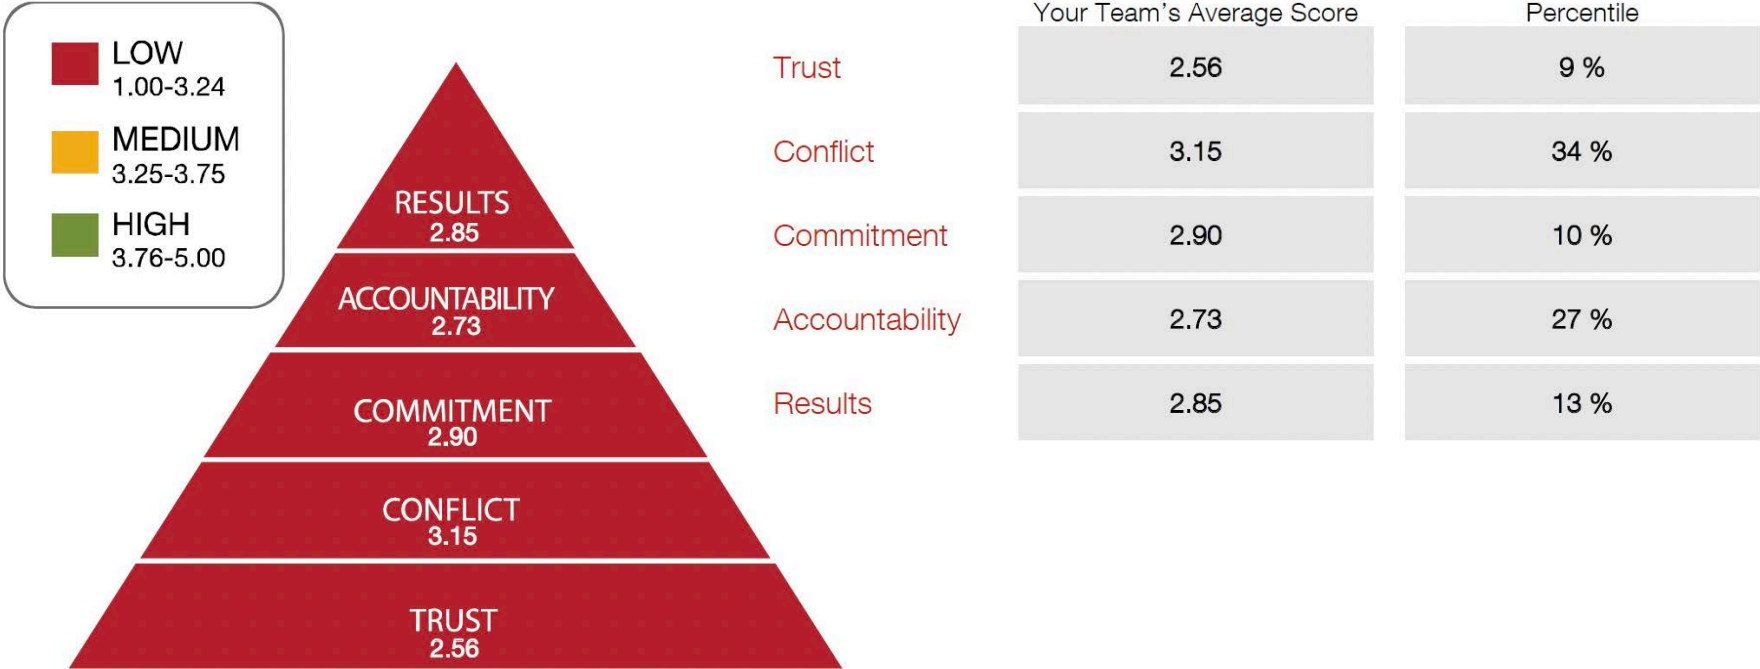 LOW
1.00-3.24
MEDIUM
3.25-3.75
HIGH
3.76-5.00
RESULTS
2.85
ACCOUNTABILITY
2.73
COMMITMENT
2.90
CONFLICT
3.15
TRUST
2.56
Your Team's Average Score Percentile
Trust 2.56 9 %
Conflict 3.15 34 %
Commitment 2.90 10 %
Accountability 2.73 27 %
Results 2.85 13 %